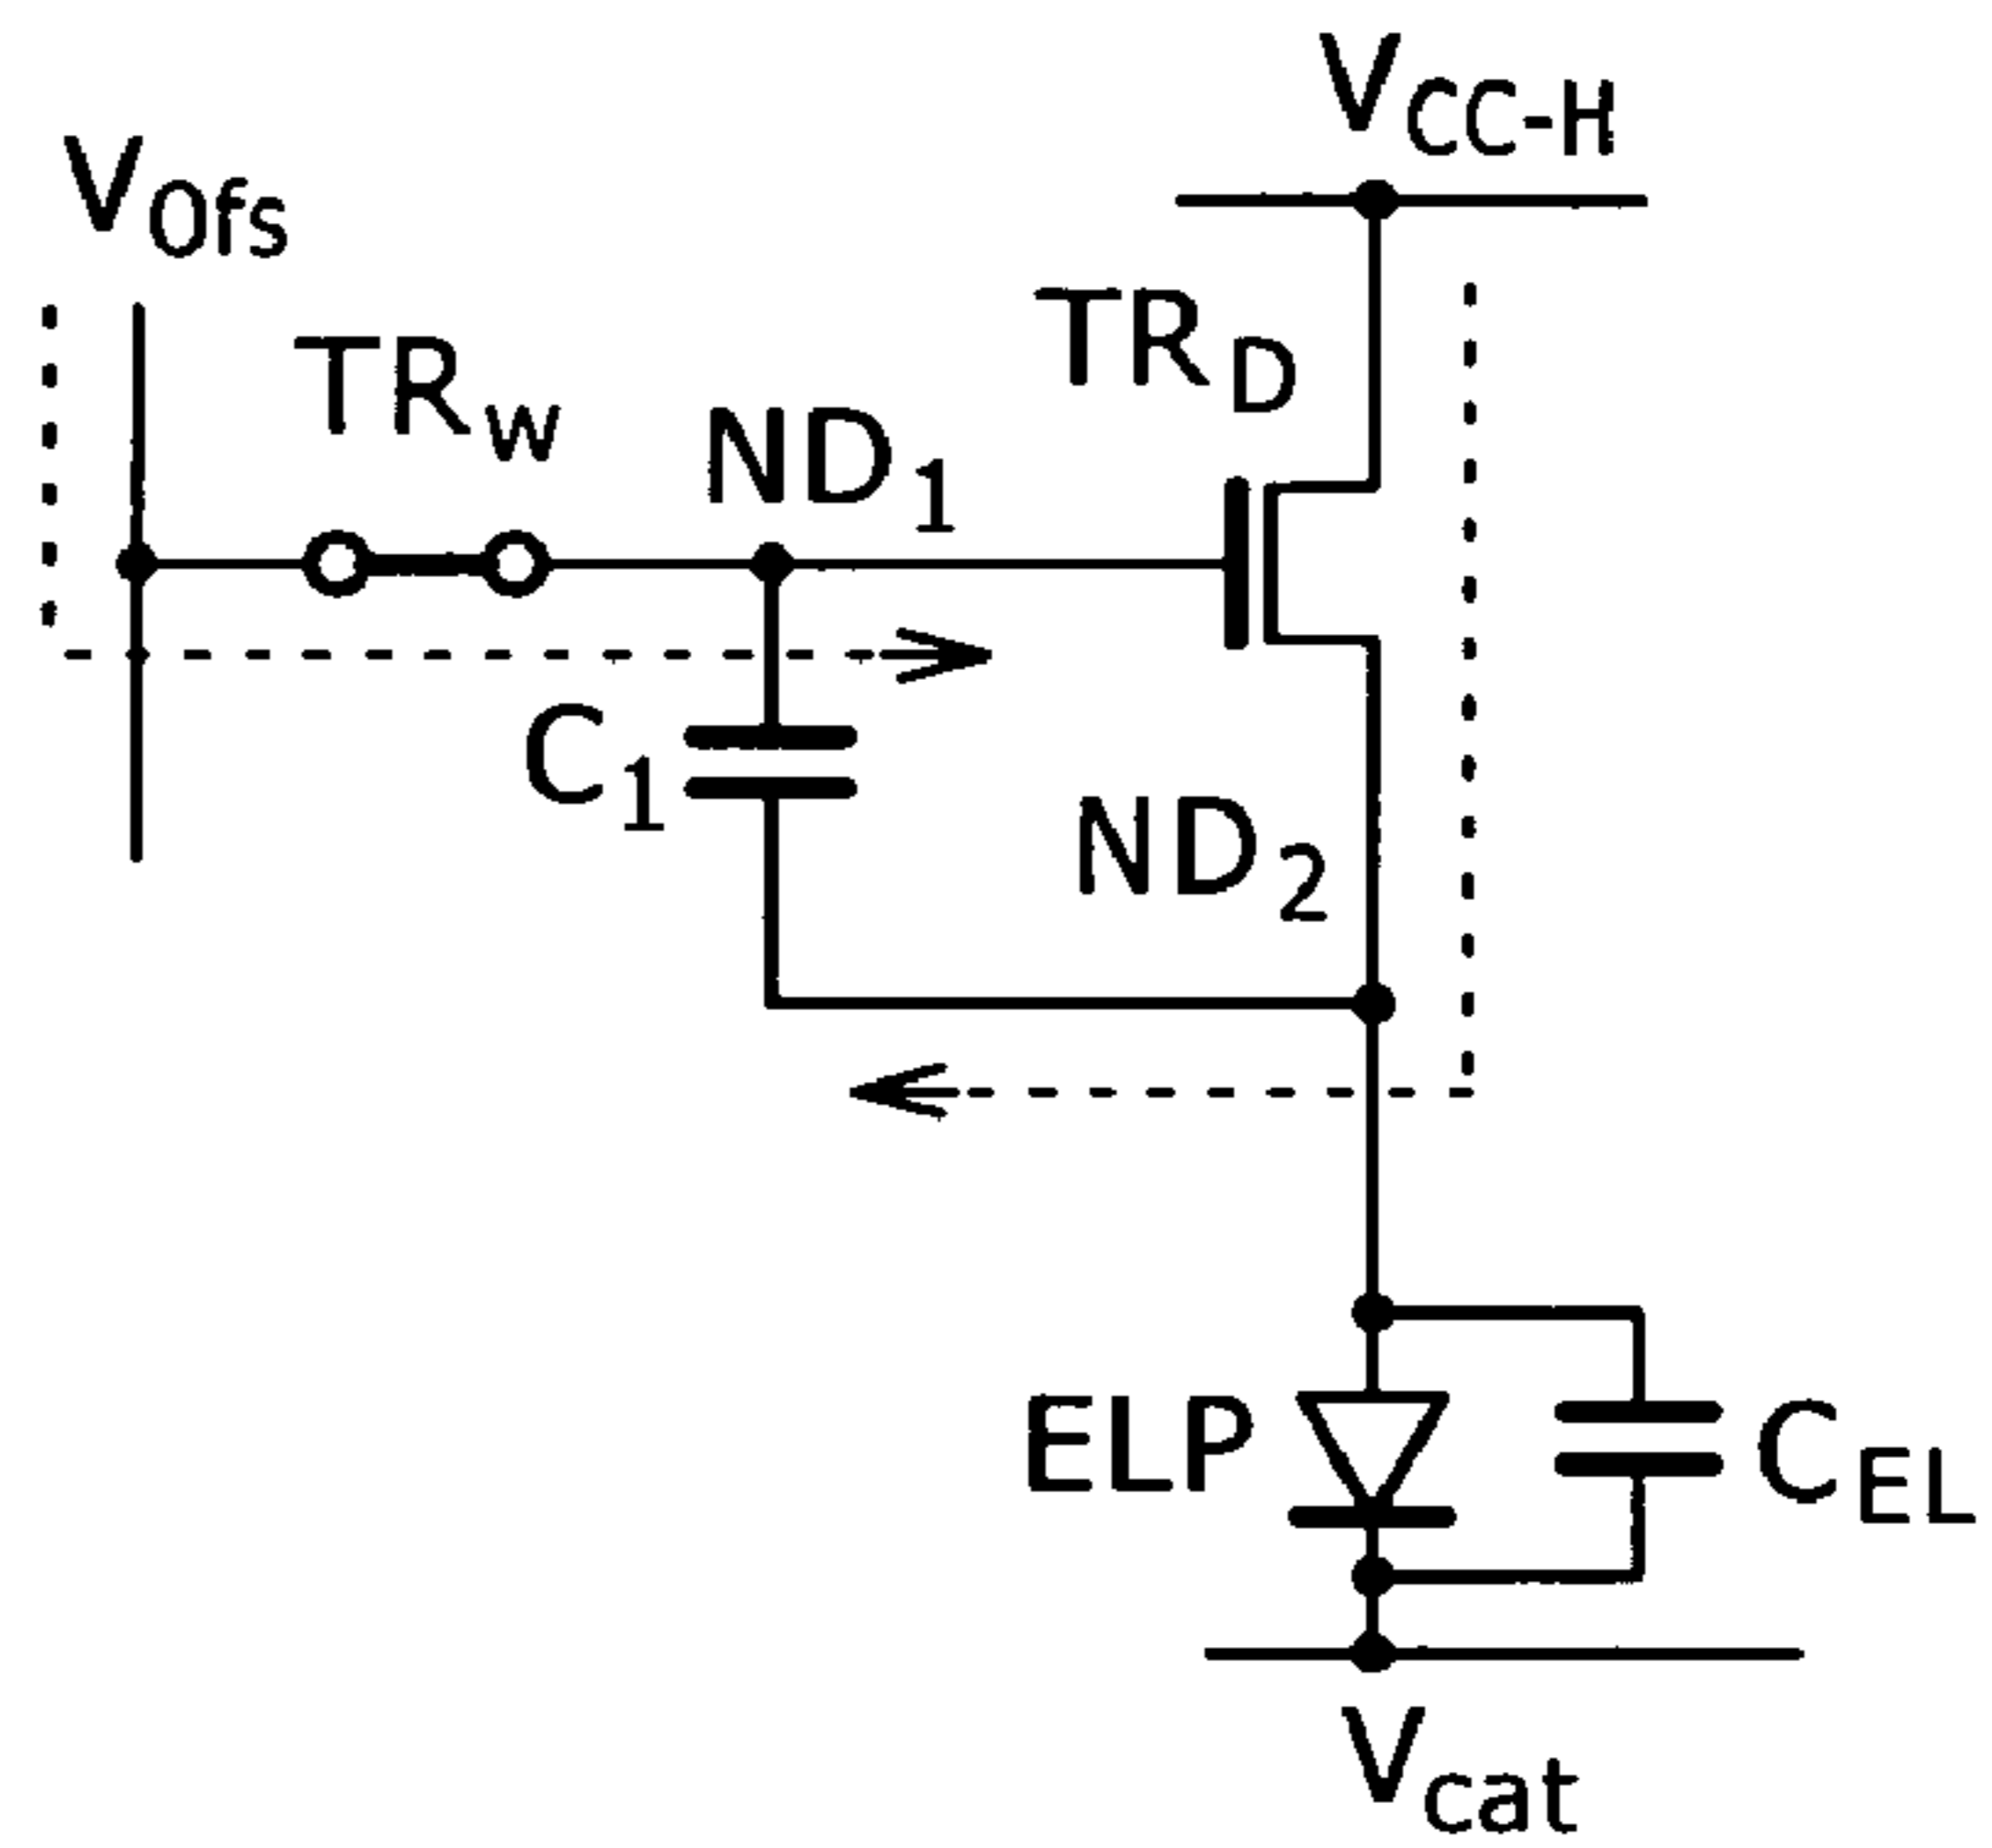 VCC-H
VOfs
TRD
TRW
ND1
C1
ND2
ELP
CEL
Vcat